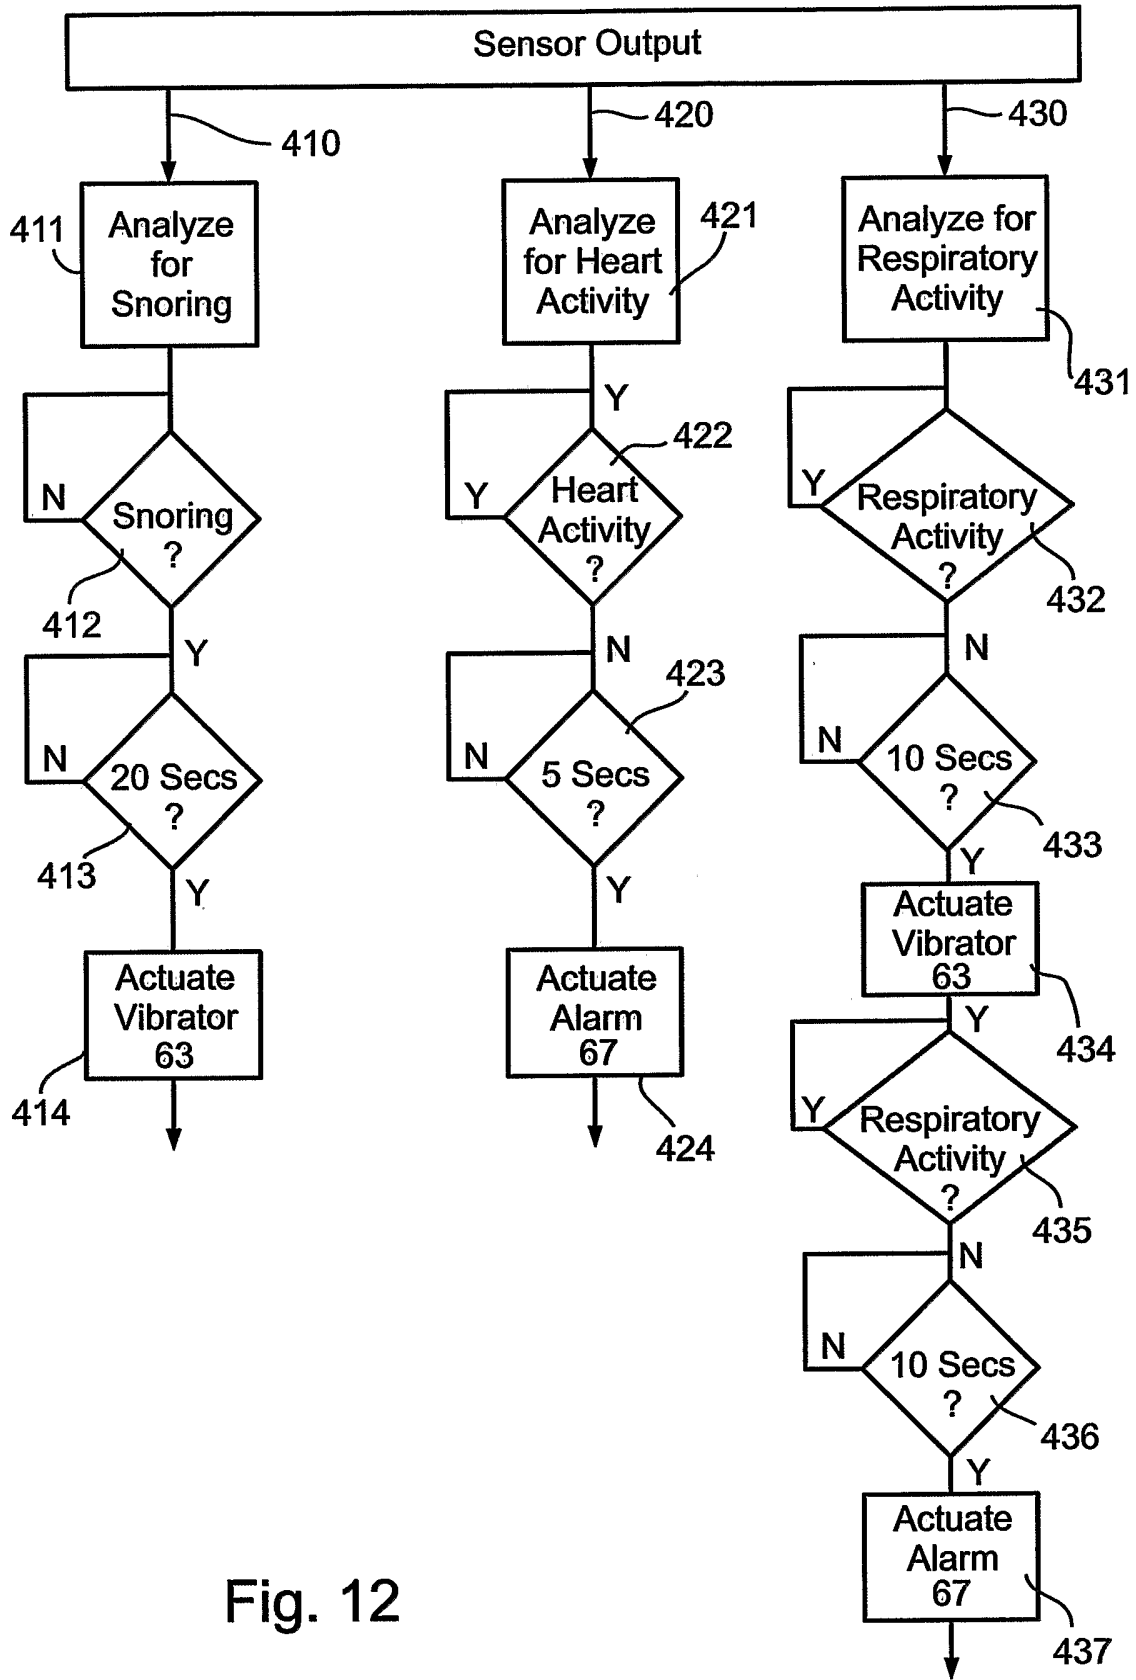 Sensor Output
410
420
430
411
Analyze
for
Snoring
N
Snoring
?
412
Y
N
20 Secs
?
413
Y
Actuate
Vibrator
63
414
Analyze
for Heart
Activity
421
Y
422
Y
Heart
Activity
?
N
423
N
5 Secs
?
Y
Actuate
Alarm
67
424
Analyze for
Respiratory
Activity
431
Y
Respiratory
Activity
?
432
N
N
10 Secs
?
433
Y
Actuate
Vibrator
63
434
Y
Y
Respiratory
Activity
?
435
N
N
10 Secs
?
436
Y
Actuate
Alarm
67
437
Fig. 12